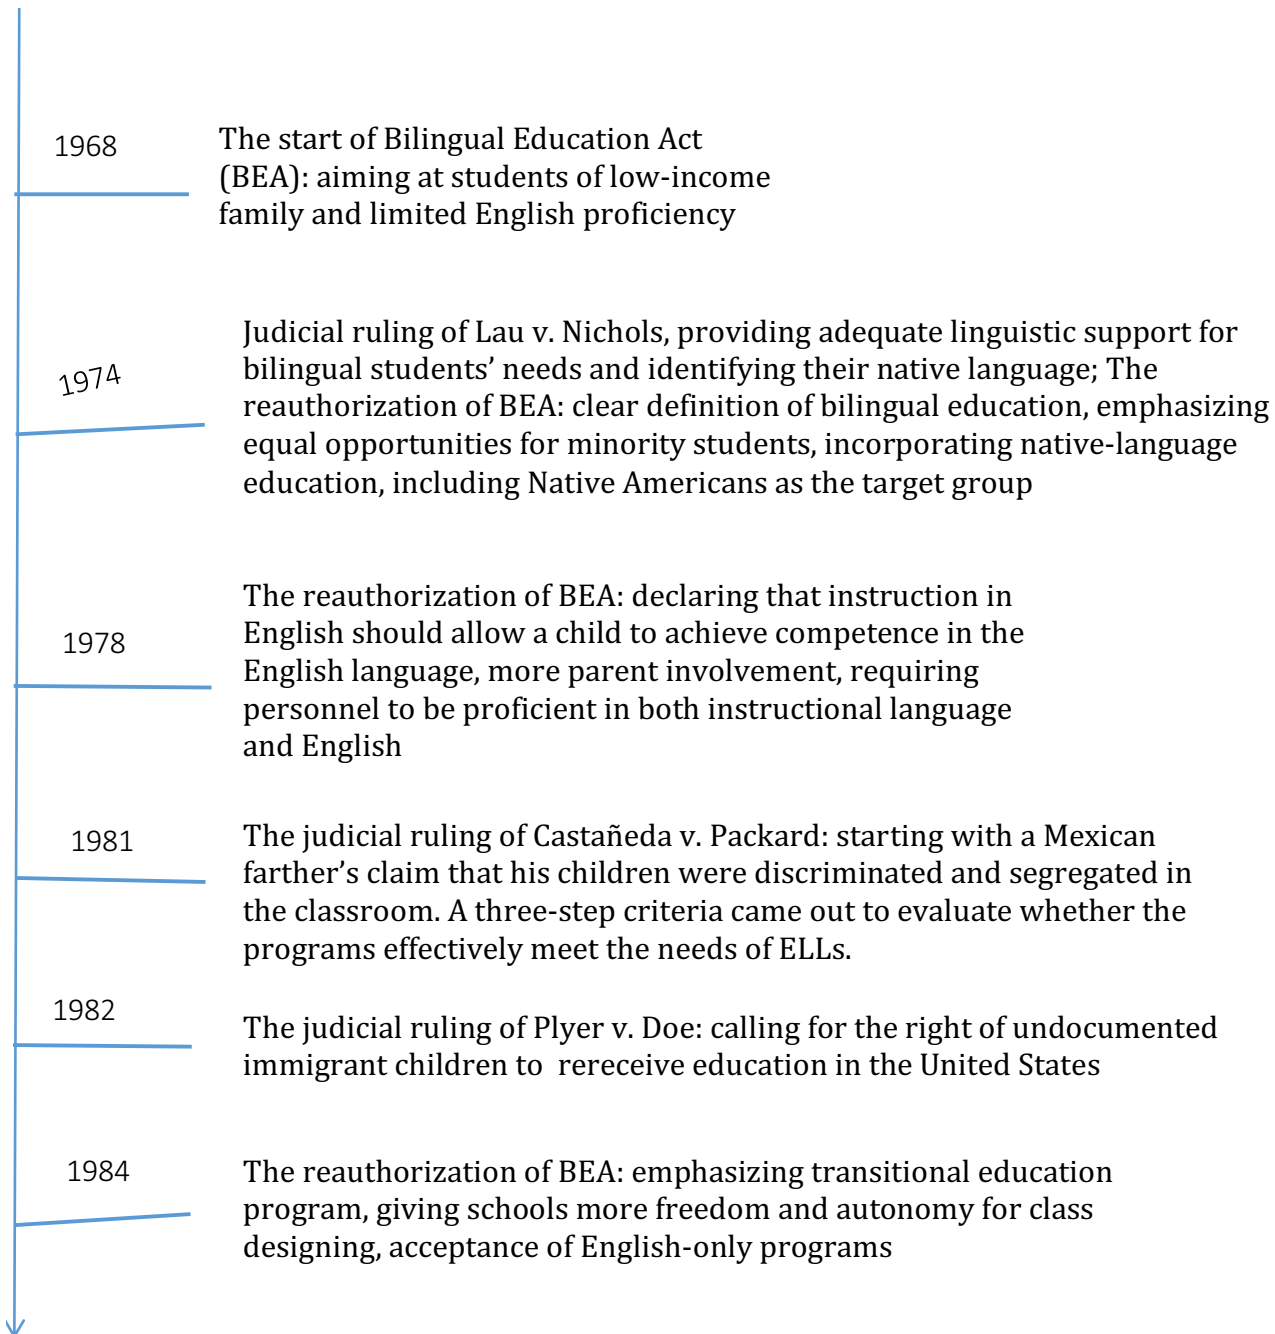 1968
The start of Bilingual Education Act
(BEA): aiming at students of low-income
family and limited English proficiency
1974
Judicial ruling of Lau v. Nichols, providing adequate linguistic support for
bilingual students’ needs and identifying their native language; The
reauthorization of BEA: clear definition of bilingual education, emphasizing
equal opportunities for minority students, incorporating native-language
education, including Native Americans as the target group
1978
The reauthorization of BEA: declaring that instruction in
English should allow a child to achieve competence in the
English language, more parent involvement, requiring
personnel to be proficient in both instructional language
and English
1981
The judicial ruling of Castañeda v. Packard: starting with a Mexican
farther’s claim that his children were discriminated and segregated in
the classroom. A three-step criteria came out to evaluate whether the
programs effectively meet the needs of ELLs.
1982
The judicial ruling of Plyer v. Doe: calling for the right of undocumented
immigrant children to  rereceive education in the United States
1984
The reauthorization of BEA: emphasizing transitional education
program, giving schools more freedom and autonomy for class
designing, acceptance of English-only programs